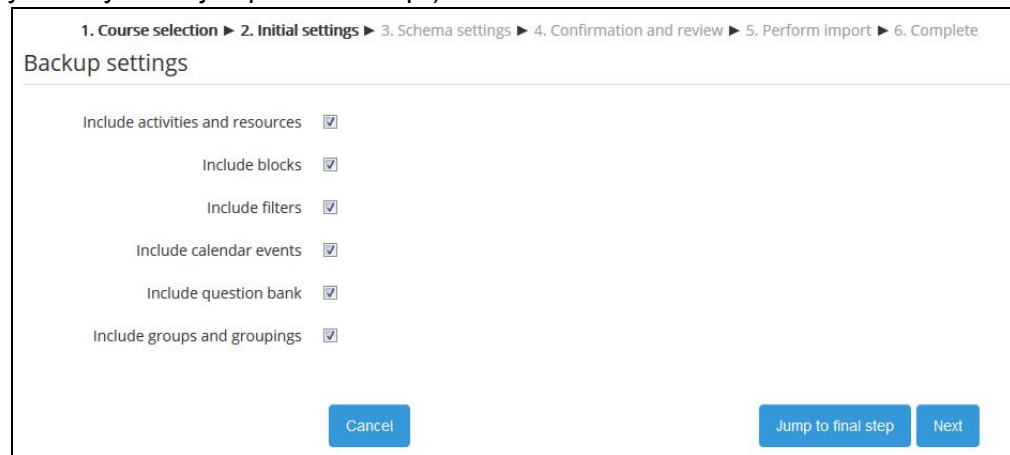 1. Course selection ► 2. Initial settings ► 3. Schema settings ► 4. Confirmation and review ► 5. Perform import ► 6. Complete
Backup settings
Include activities and resources
Include blocks
Include filters
Include calendar events
Include question bank
Include groups and groupings
Cancel Jump to final step Next